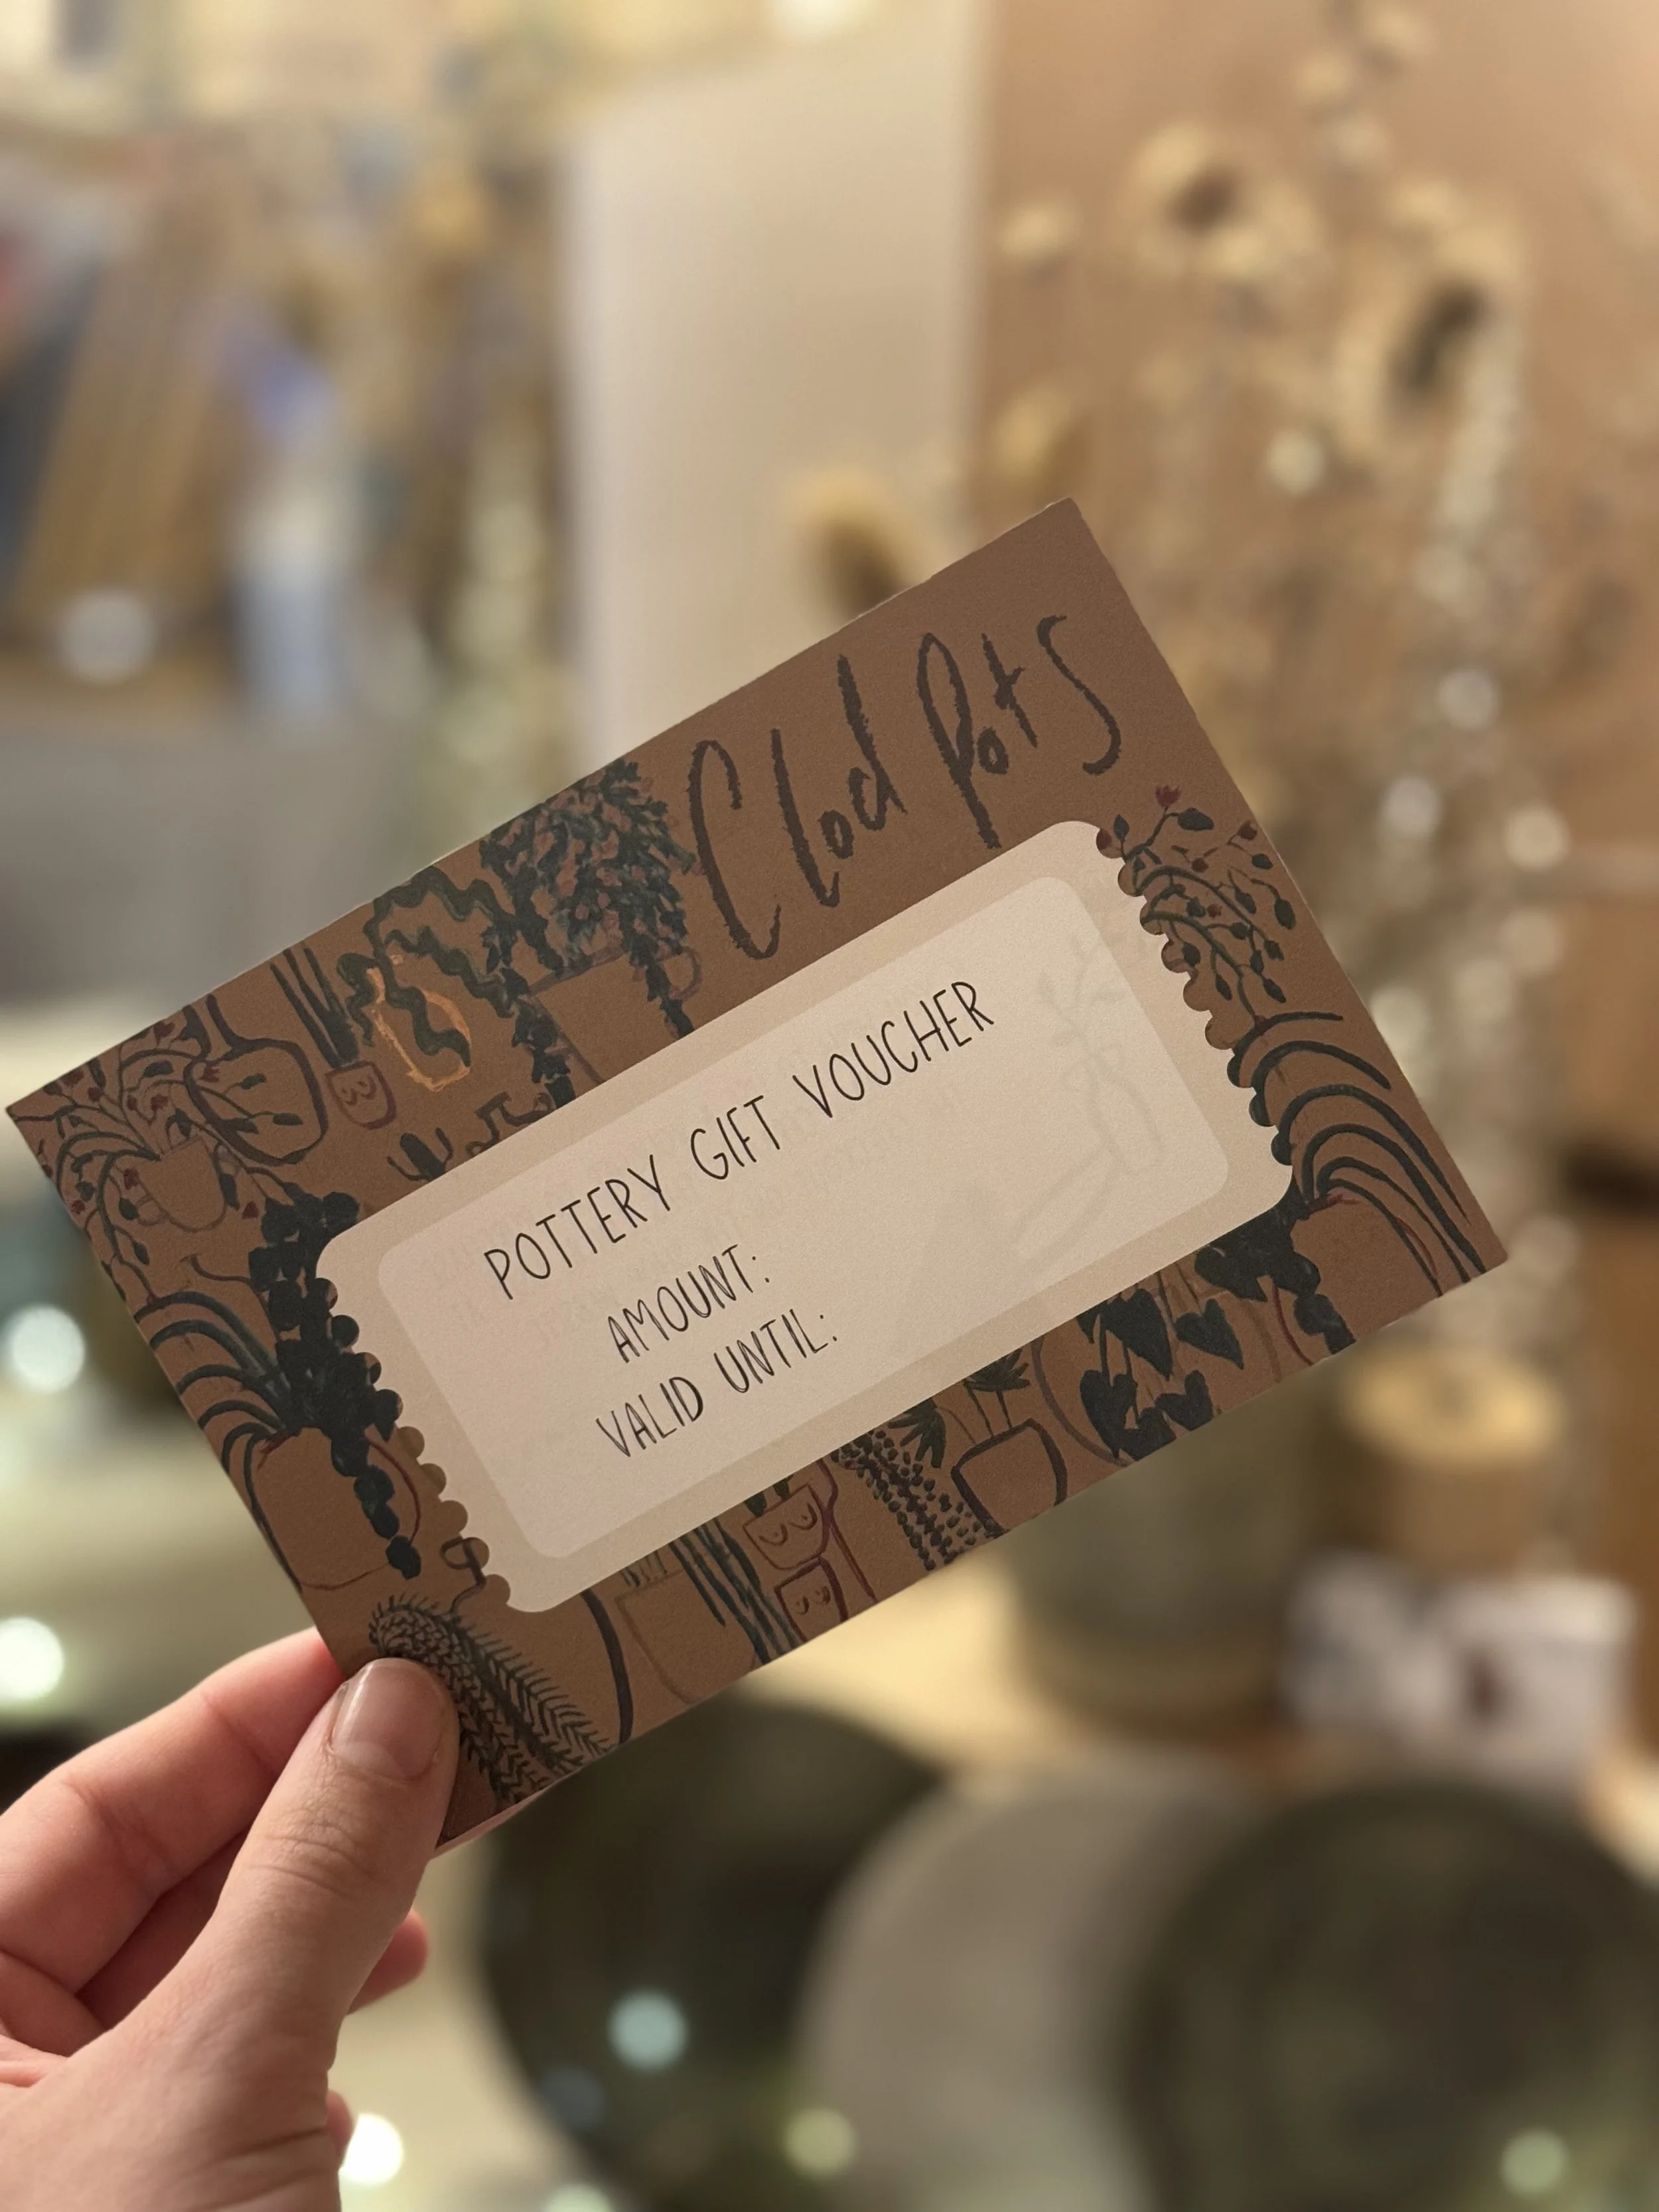 Clod Pots
POTTERY GIFT VOUCHER
AMOUNT:
VALID UNTIL: